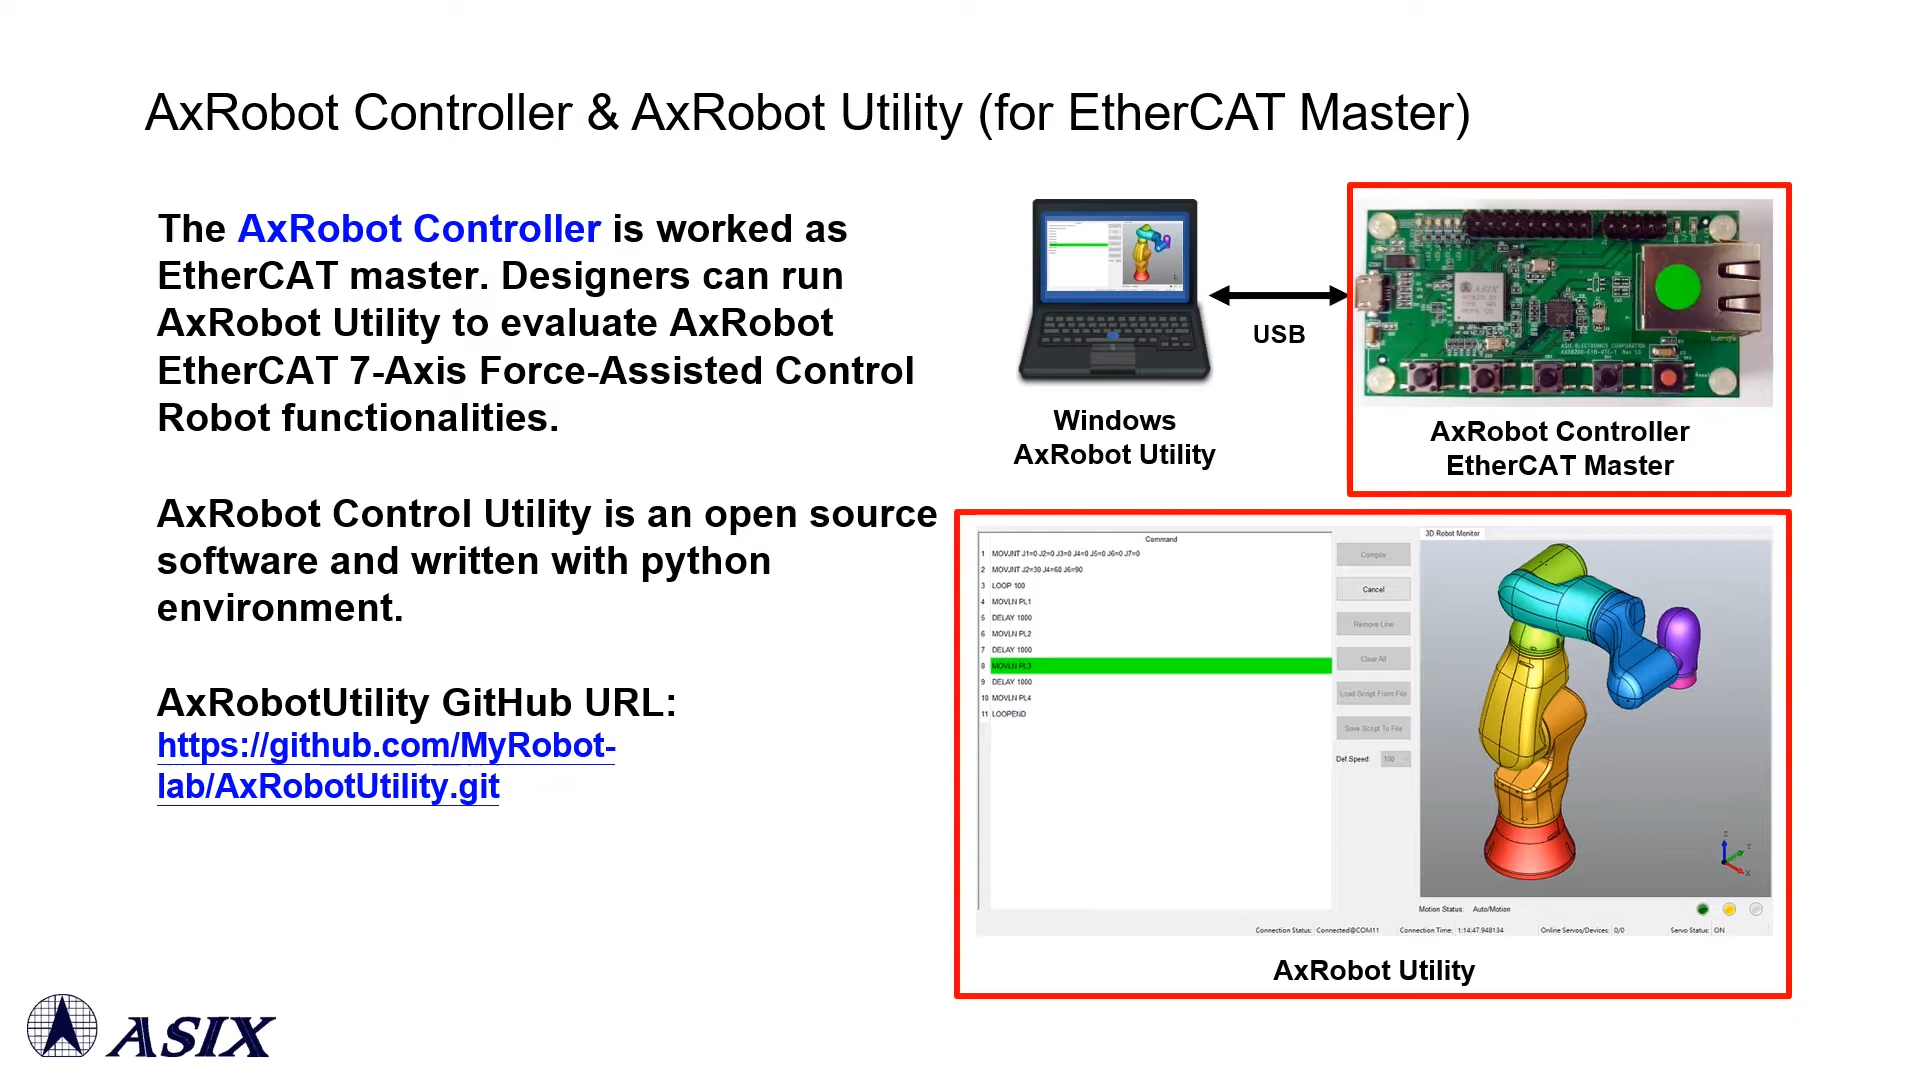 AxRobot Controller & AxRobot Utility (for EtherCAT Master)
The AxRobot Controller is worked as
EtherCAT master. Designers can run
AxRobot Utility to evaluate AxRobot
EtherCAT 7-Axis Force-Assisted Control
Robot functionalities.
AxRobot Control Utility is an open source
software and written with python
environment.
AxRobotUtility GitHub URL:
https://github.com/MyRobot-
lab/AxRobotUtility.git
USB
Windows
AxRobot Utility
ASIX
ASIX ELECTRONICS CORPORATION
Reset
AxRobot Controller
EtherCAT Master
Command
1 MOVJNT J1=0 J2=0 J3=0 J4=0 J5=0 J6=0 J7=0
2 MOVJNT J2=30 J4=68 J6=90
3 LOOP 100
4 MOVLN PL1
5 DELAY 1000
6 MOVLN PL2
7 DELAY 1000
8 MOVLN PL3
9 DELAY 1000
10 MOVLN PL4
11 LOOPEND
Compile
Cancel
Remove Line
Clear All
Load Script From File
Save Script To File
Def.Speed: 100
3D Robot Monitor
Z
Y
X
Motion Status: Auto/Motion
Connection Status: Connected@COM11 Connection Time: 1:14:47.948134 Online Servos/Devices: 0/0 Servo Status: ON
AxRobot Utility
ASIX